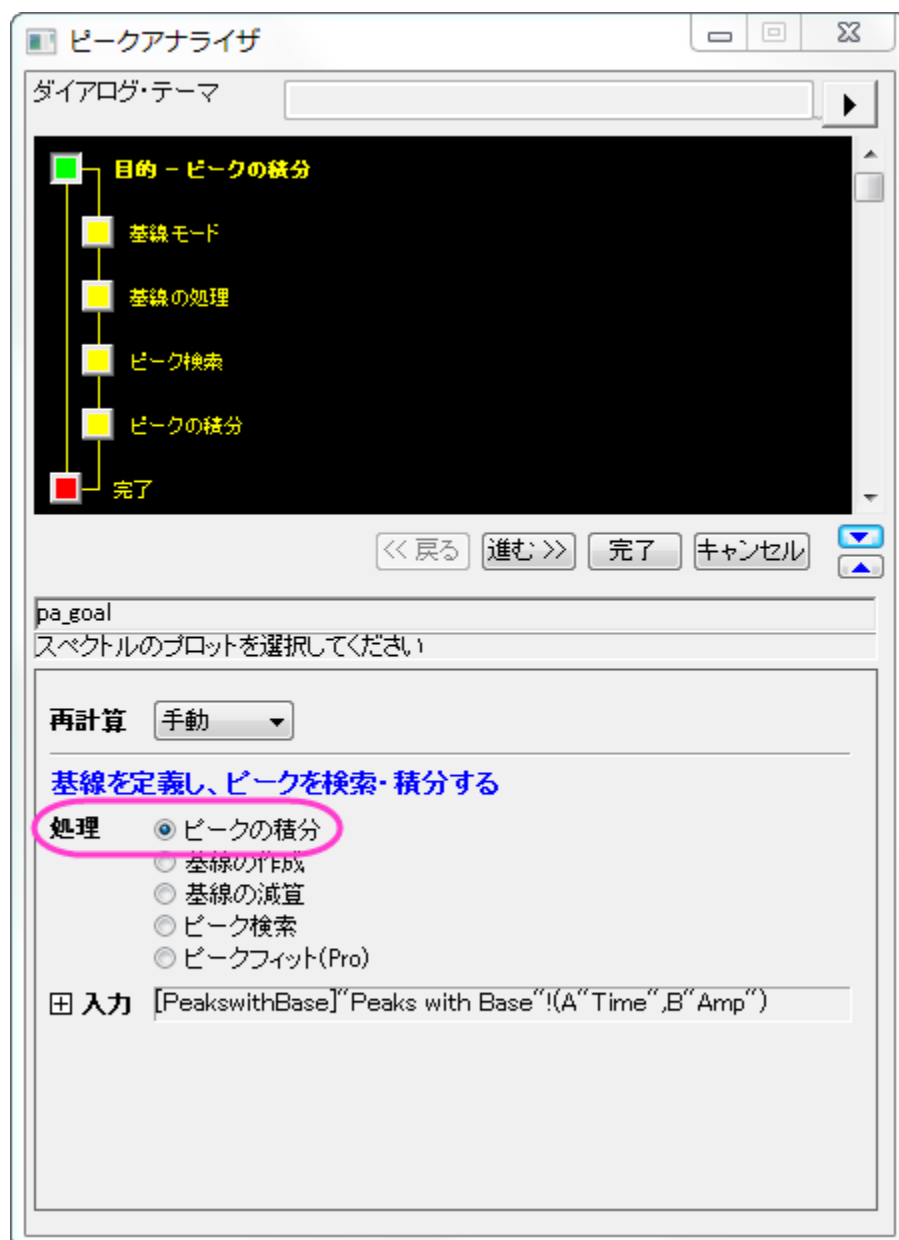 ピークアナライザ
ダイアログ・テーマ
目的 - ピークの積分
基線モード
基線の処理
ピーク検索
ピークの積分
完了
<< 戻る 進む >> 完了 キャンセル
pa_goal
スペクトルのプロットを選択してください
再計算 手動
基線を定義し、ピークを検索・積分する
処理 ピークの積分
基線の作成
基線の減算
ピーク検索
ピークフィット(Pro)
入力 [PeakswithBase]"Peaks with Base"!(A"Time",B"Amp")